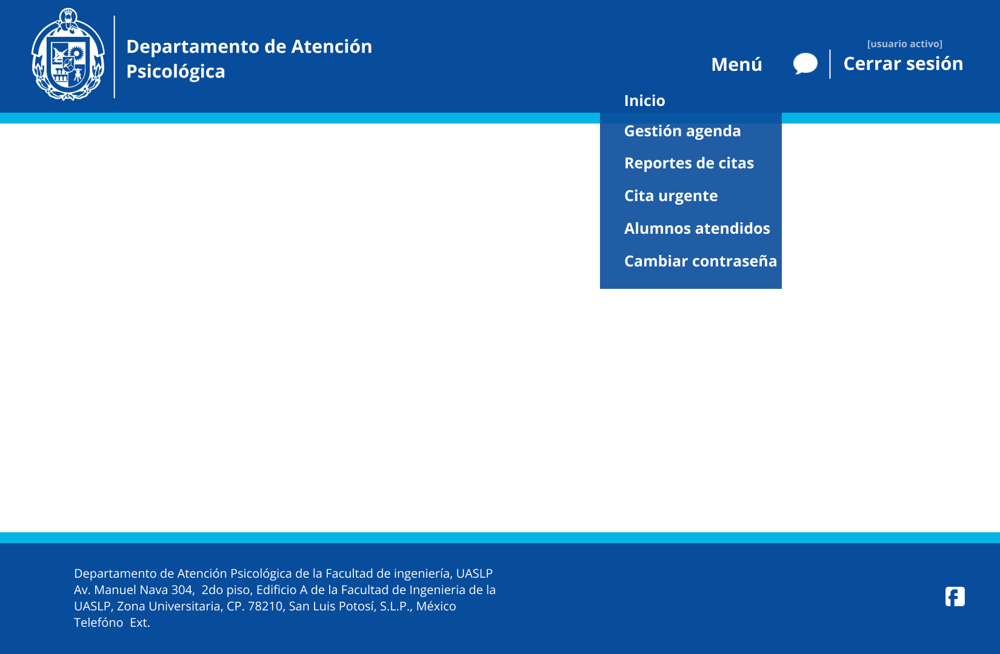 Departamento de Atención
Psicológica
[usuario activo]
Menú
Cerrar sesión
Inicio
Gestión agenda
Reportes de citas
Cita urgente
Alumnos atendidos
Cambiar contraseña
Departamento de Atención Psicológica de la Facultad de ingeniería, UASLP
Av. Manuel Nava 304,  2do piso, Edificio A de la Facultad de Ingenieria de la
UASLP, Zona Universitaria, CP. 78210, San Luis Potosí, S.L.P., México
Telefóno  Ext.